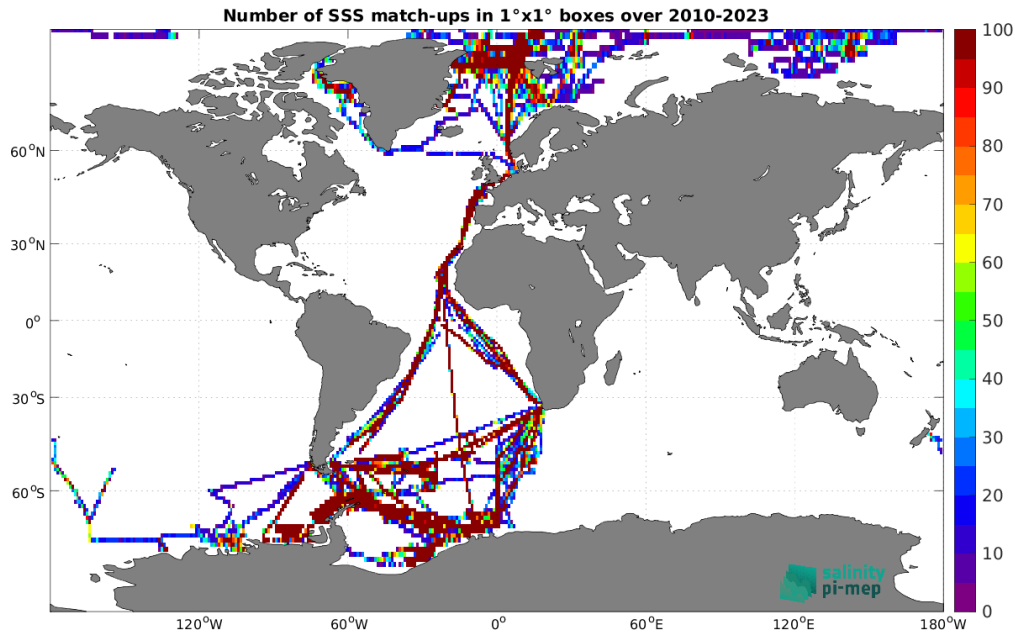 Number of SSS match-ups in 1°x1° boxes over 2010-2023
100
90
80
70
60
50
40
30
20
10
0
60°N
30°N
0°
30°S
60°S
salinity
pi-mep
120°W
60°W
0°W
60°E
120°E
180°W